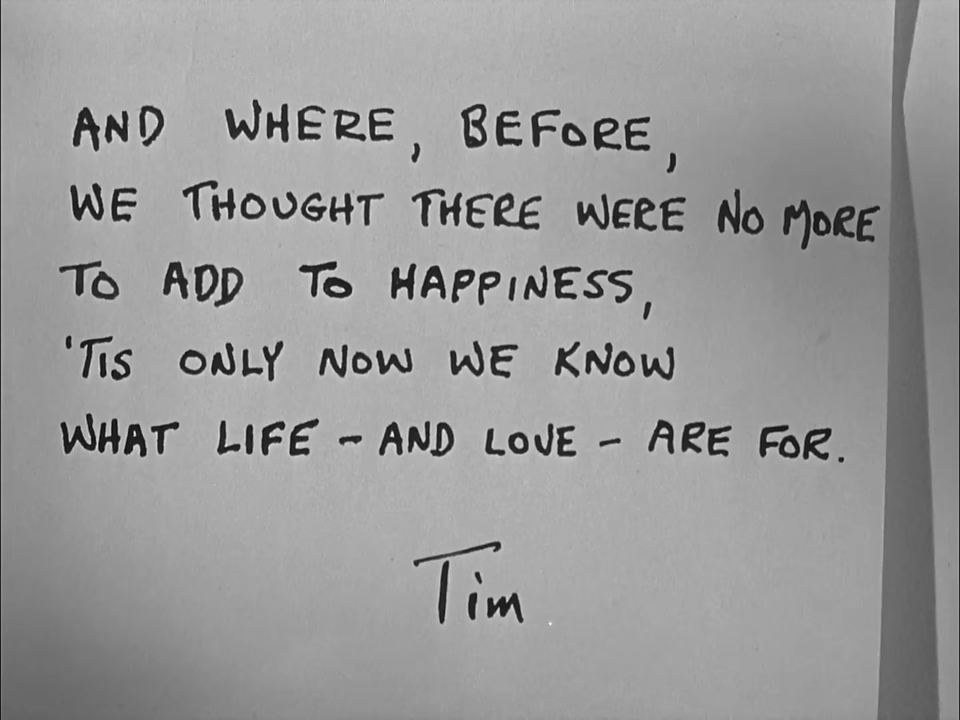 AND WHERE, BEFORE,
WE THOUGHT THERE WERE NO MORE
TO ADD TO HAPPINESS,
'TIS ONLY NOW WE KNOW
WHAT LIFE - AND LOVE - ARE FOR.
Tim